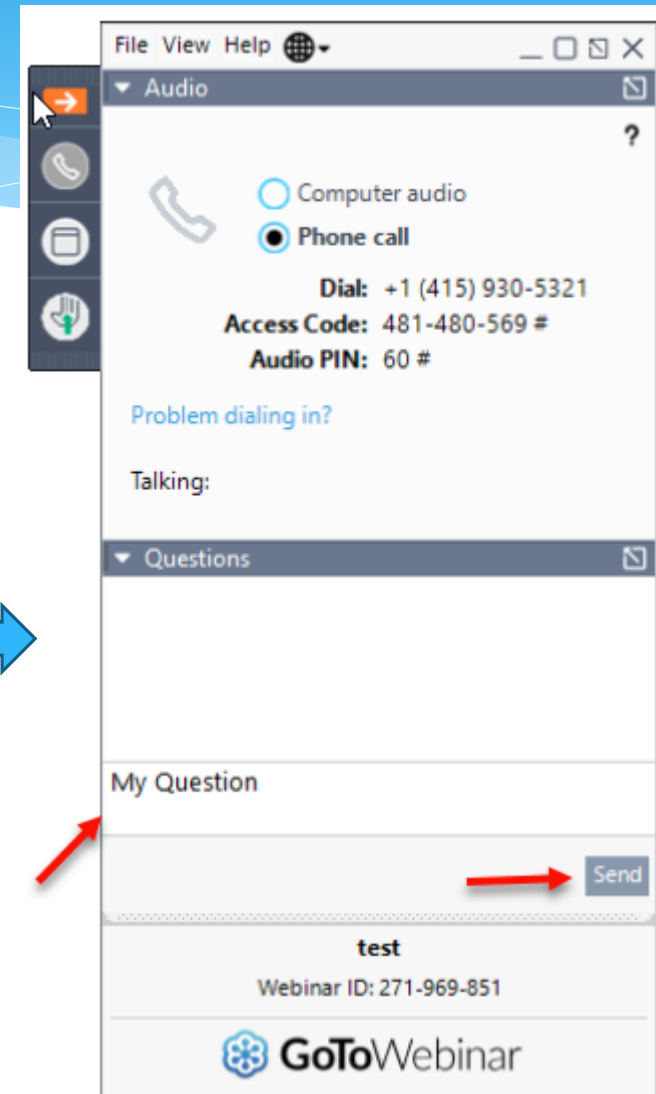 File View Help
Audio
?
Computer audio
Phone call
Dial: +1 (415) 930-5321
Access Code: 481-480-569 #
Audio PIN: 60 #
Problem dialing in?
Talking:
Questions
My Question
Send
test
Webinar ID: 271-969-851
GoToWebinar